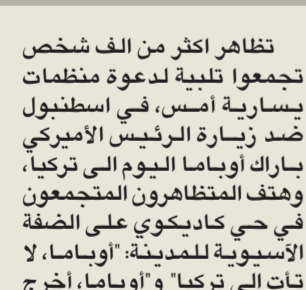 تظاهر اكثر من الف شخص
تجمعوا تلبية لدعوة منظمات
يسارية أمس، في اسطنبول
ضد زيارة الرئيس الأميركي
باراك أوباما اليوم الى تركيا،
وهتف المتظاهرون المتجمعون
في حي كاديكوي على الضفة
الآسيوية للمدينة: "أوباما، لا
تأت الى تركيا" و"أوباما، أخرج